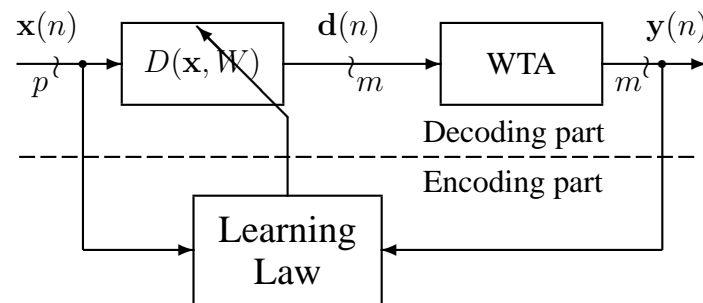 x(n)
d(n)
y(n)
D(x, W)
WTA
p
m
m
Decoding part
Encoding part
Learning
Law